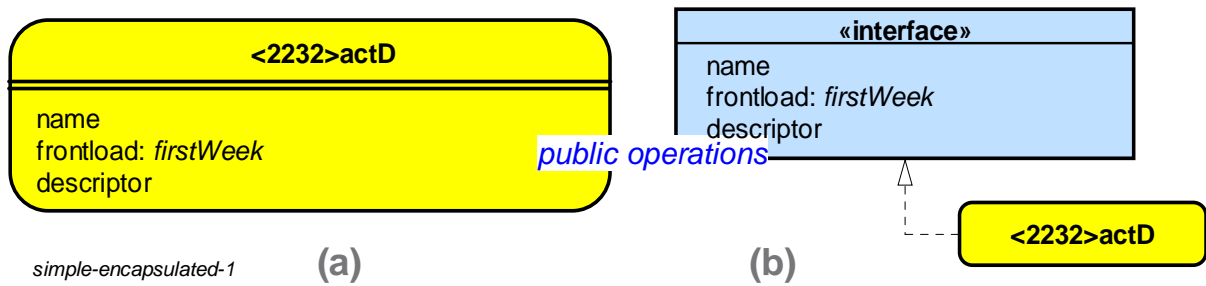 <2232>actD
name
frontload: firstWeek
descriptor
public operations
«interface»
name
frontload: firstWeek
descriptor
<2232>actD
simple-encapsulated-1
(a)
(b)